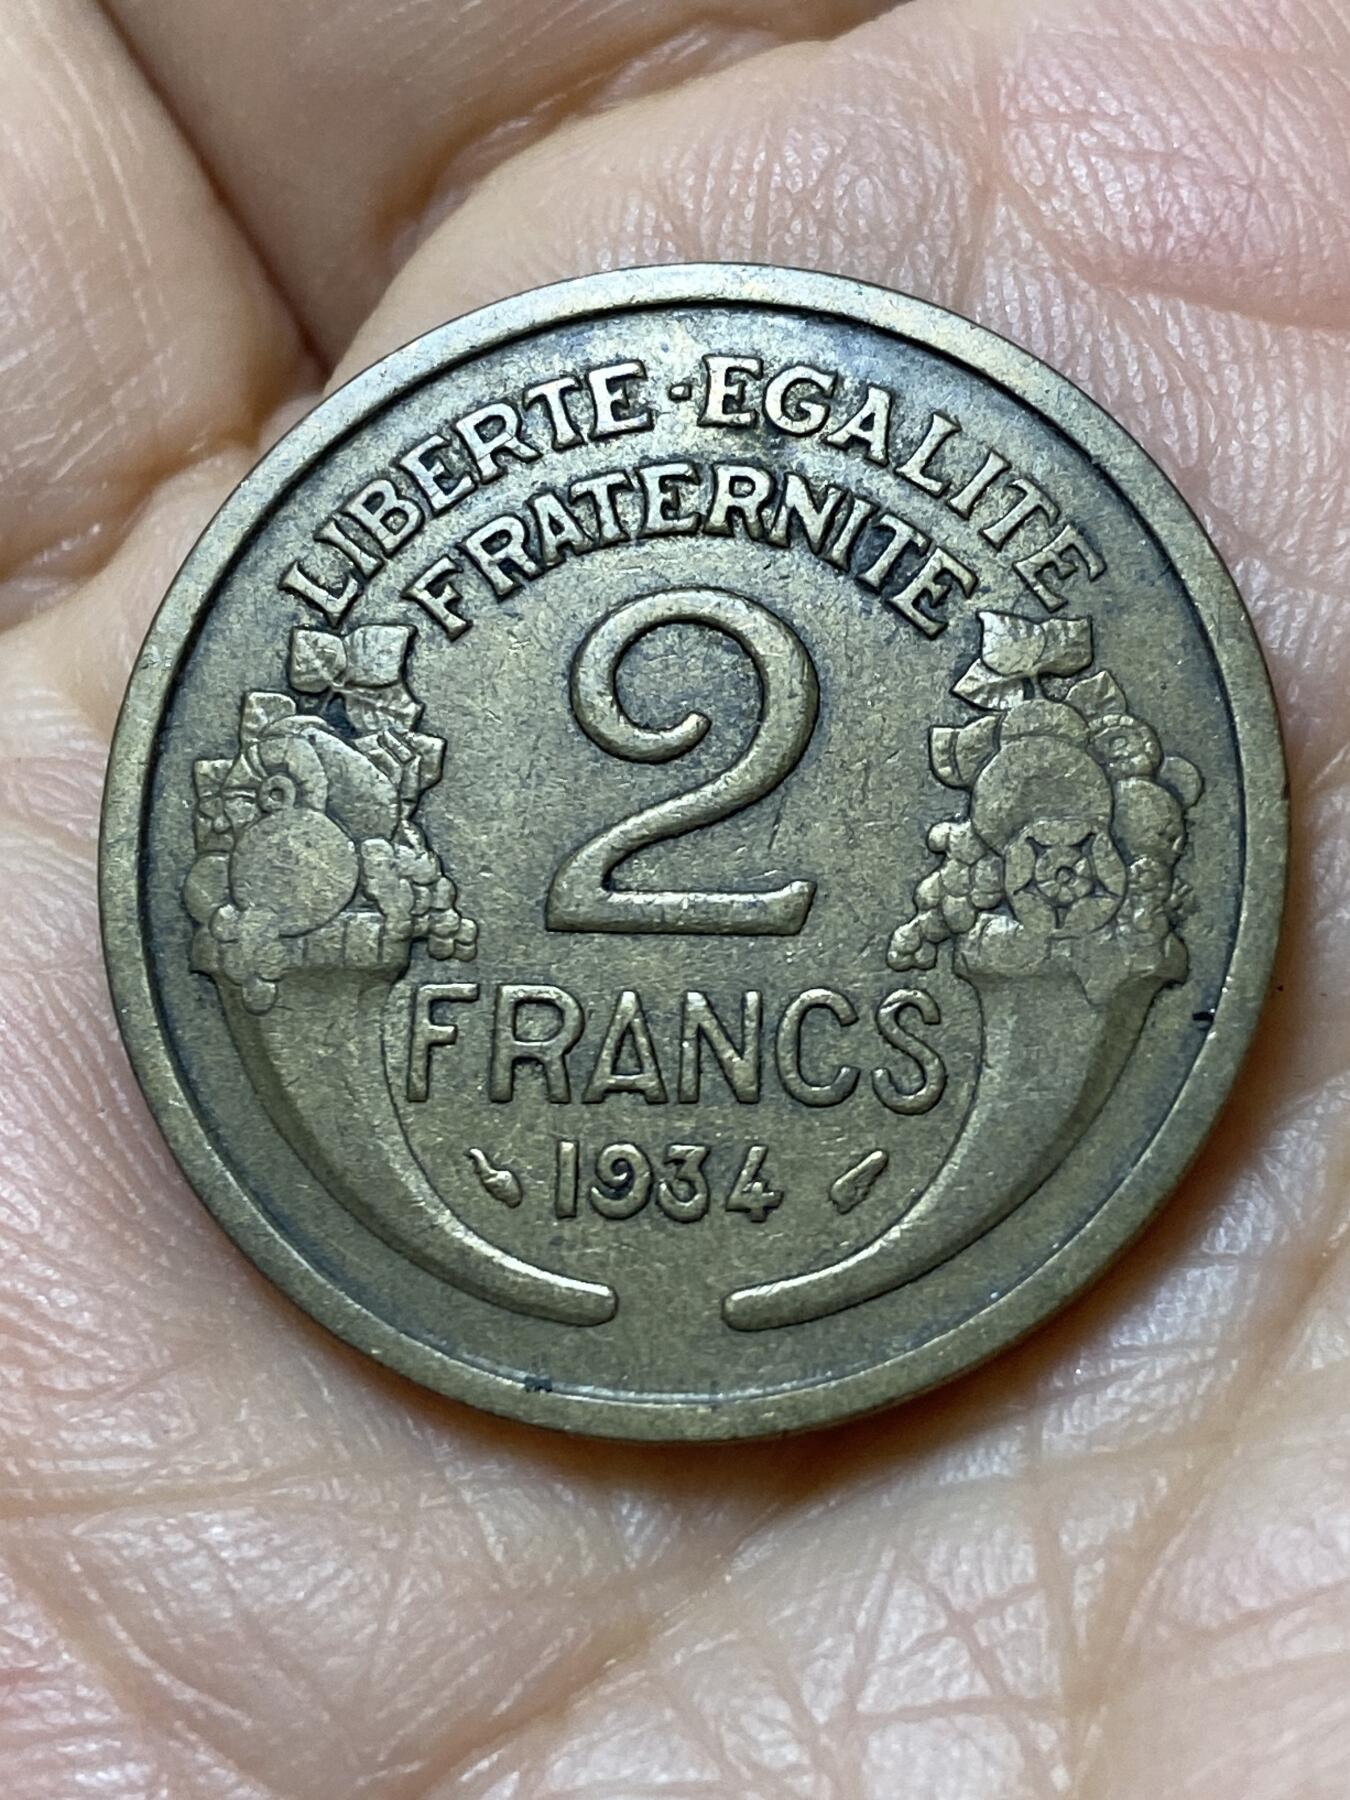 LIBERTE·EGALITE
FRATERNITE
2
FRANCS
1934